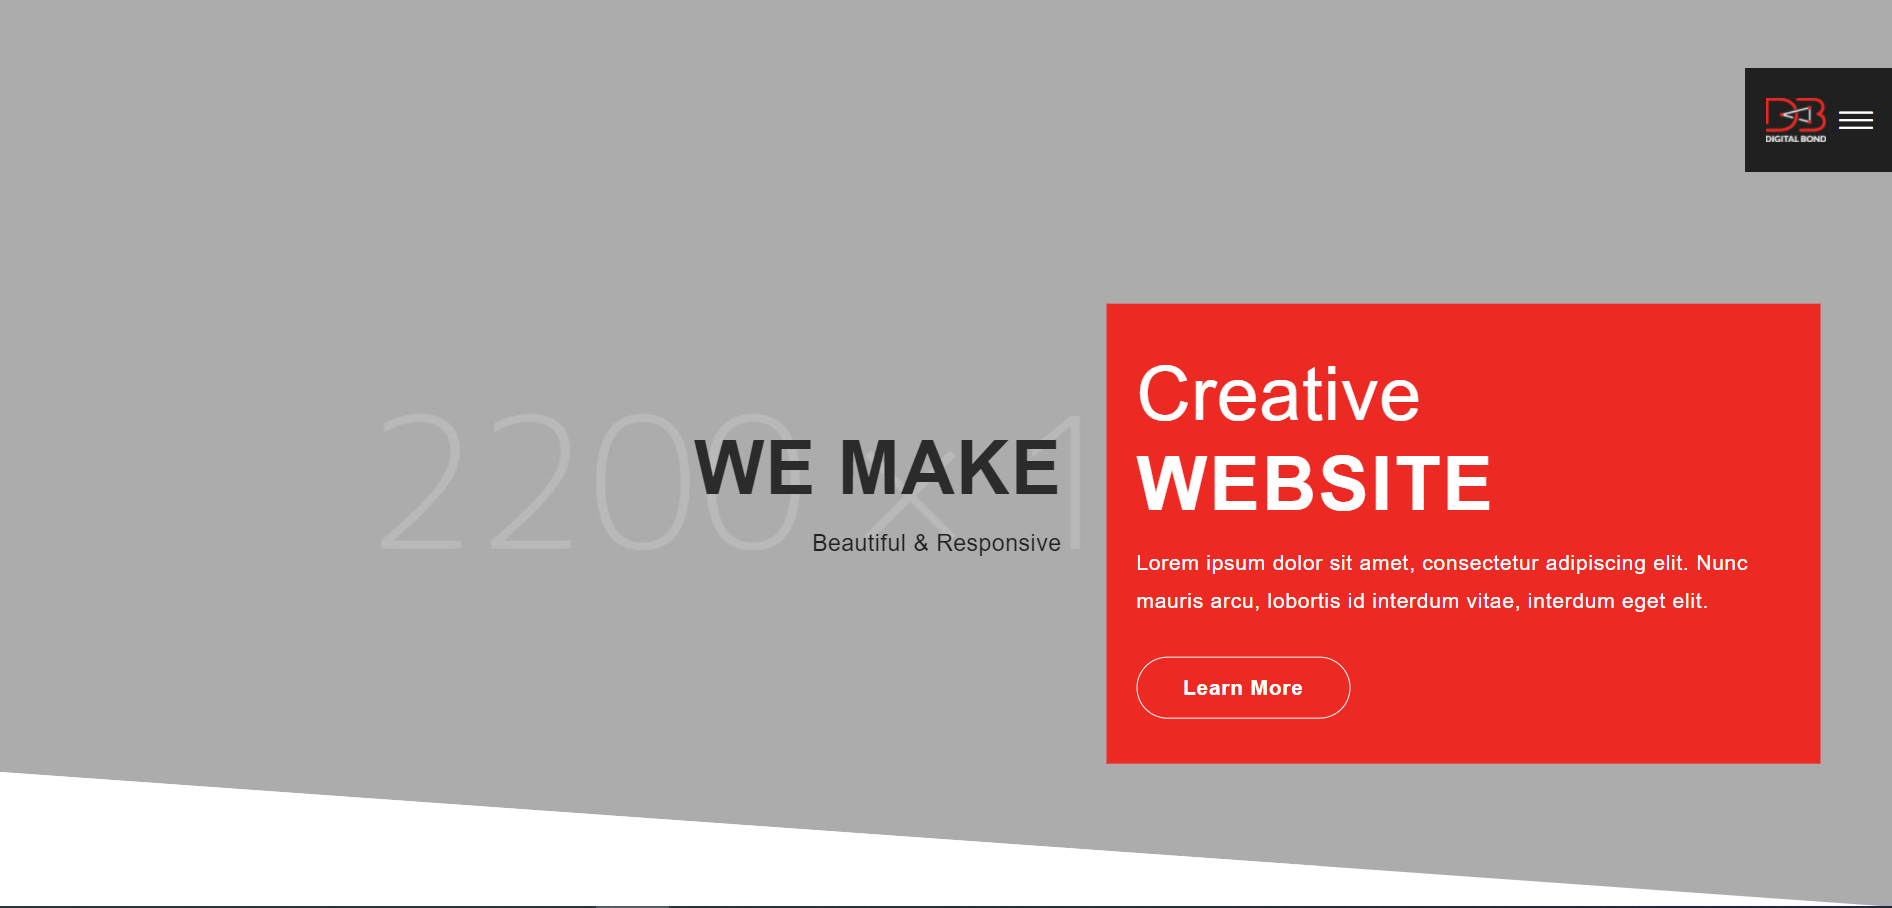 DIGITAL BOND
2200 × 1
WE MAKE
Beautiful & Responsive
Creative
WEBSITE
Lorem ipsum dolor sit amet, consectetur adipiscing elit. Nunc
mauris arcu, lobortis id interdum vitae, interdum eget elit.
Learn More